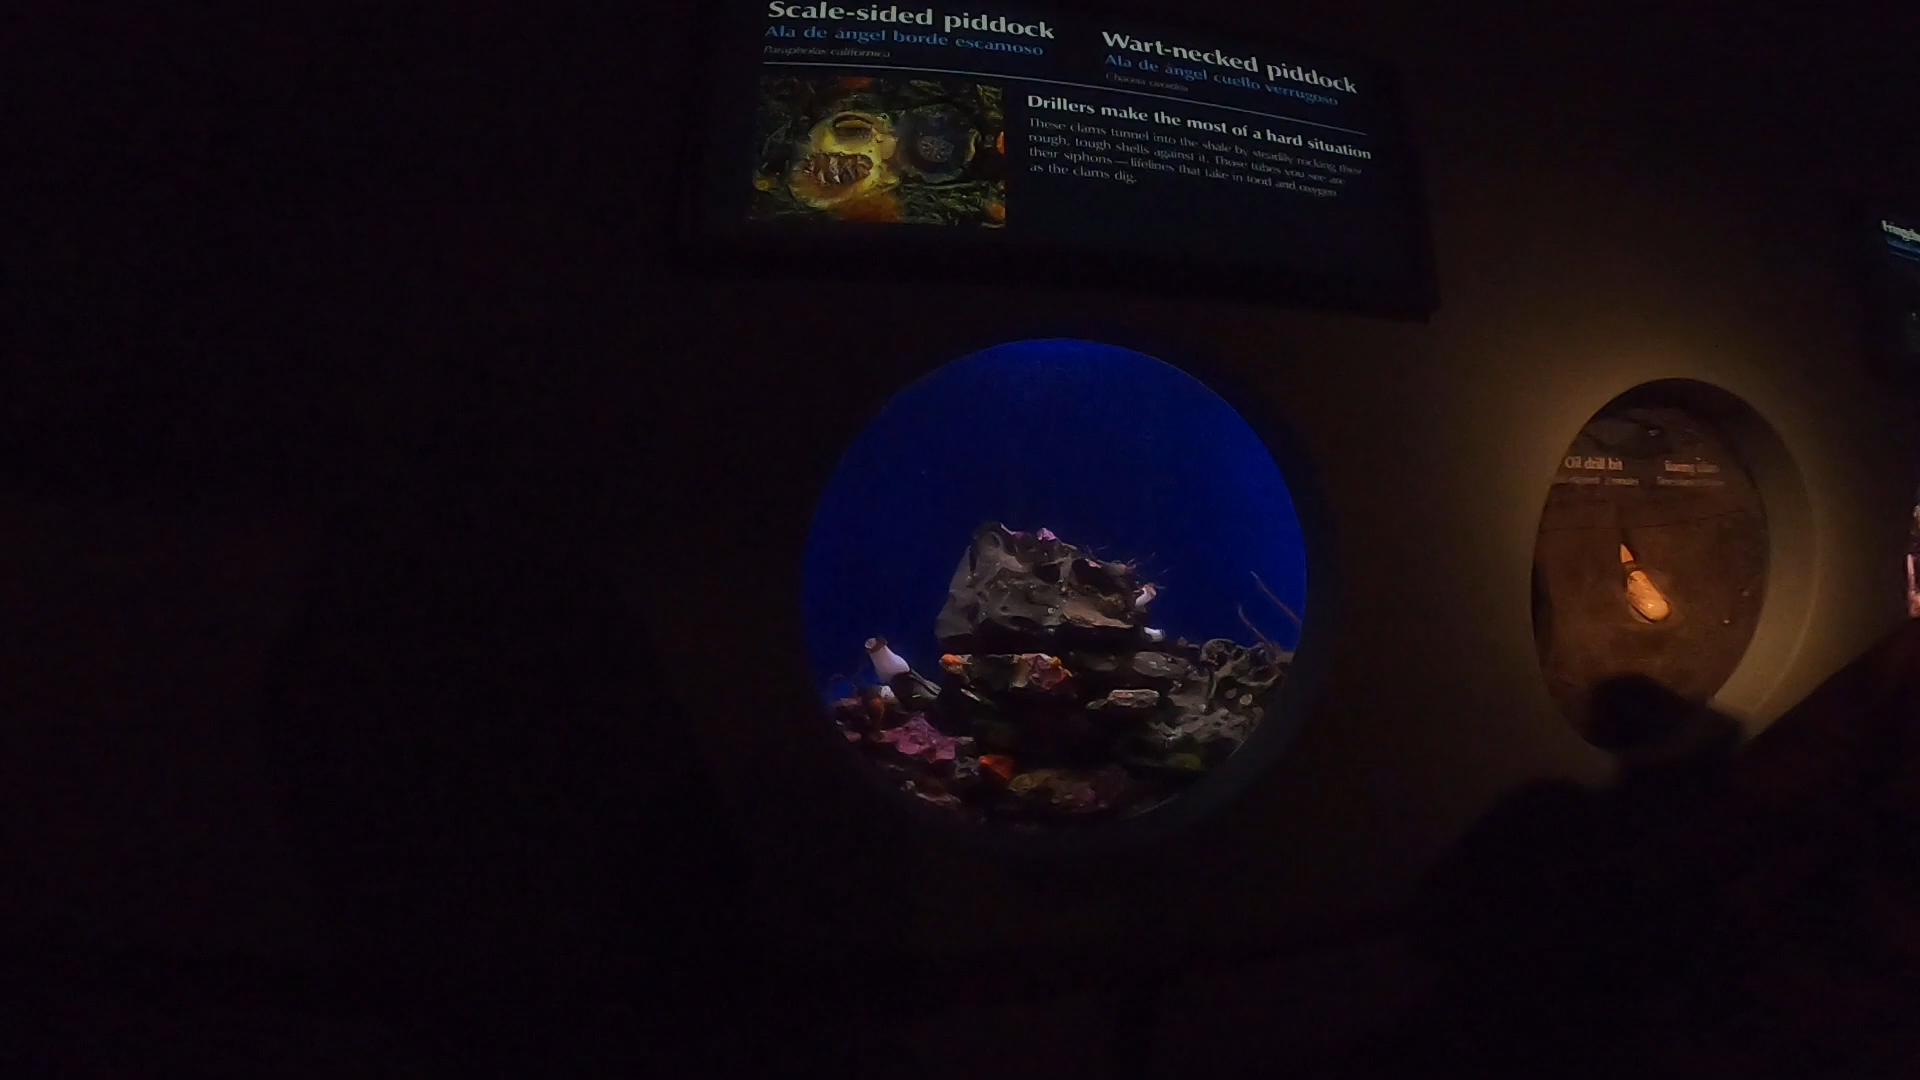 Scale-sided piddock
Ala de ángel borde escamoso
Parapholas californica
Wart-necked piddock
Ala de ángel cuello verrugoso
Chaceia ovoidea
Drillers make the most of a hard situation
These clams tunnel into the shale by steadily rocking their
rough, tough shells against it. Those tubes you see are
their siphons—lifelines that take in food and oxygen
as the clams dig.
Oil drill bit
Boring clam